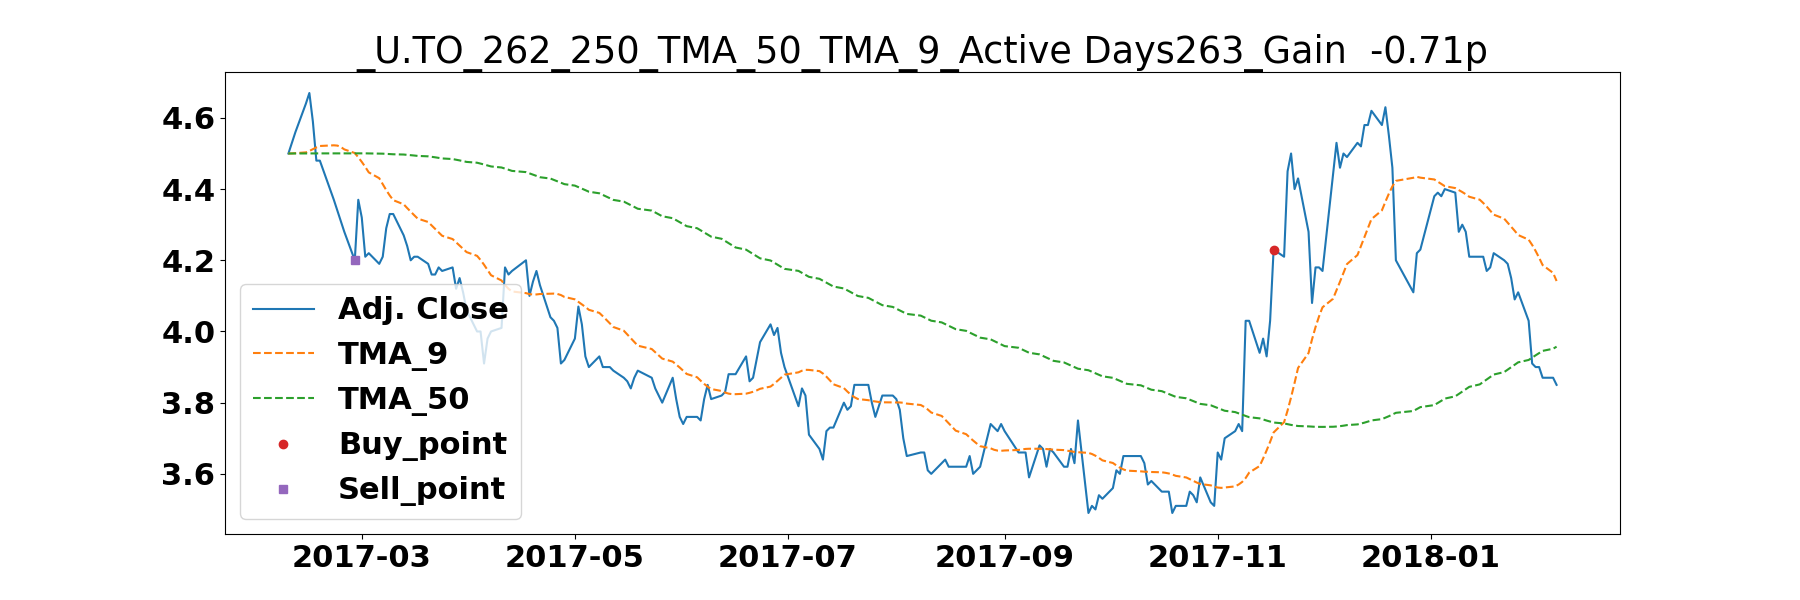 _U.TO_262_250_TMA_50_TMA_9_Active Days263_Gain  -0.71p
4.6
4.4
4.2
4.0
3.8
3.6
Adj. Close
TMA_9
TMA_50
Buy_point
Sell_point
2017-03 2017-05 2017-07 2017-09 2017-11 2018-01